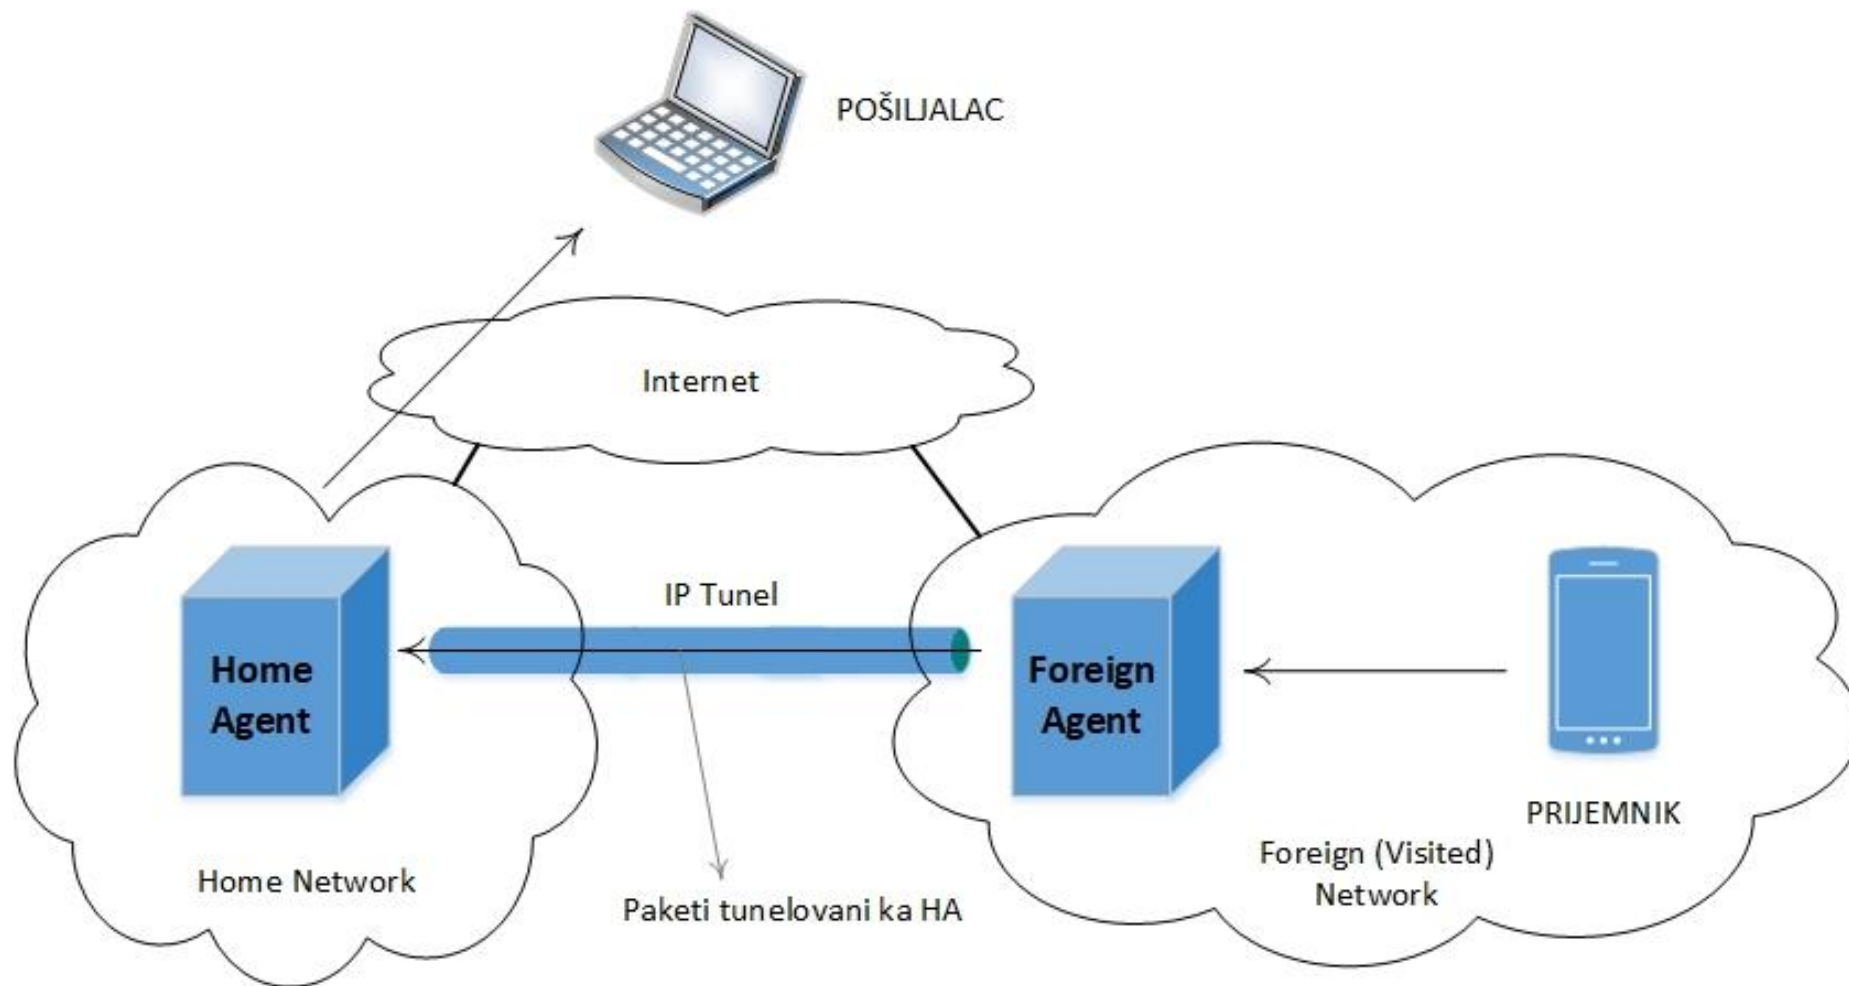 POŠILJALAC
Internet
IP Tunel
Home
Agent
Foreign
Agent
PRIJEMNIK
Home Network
Foreign (Visited)
Network
Paketi tunelovani ka HA